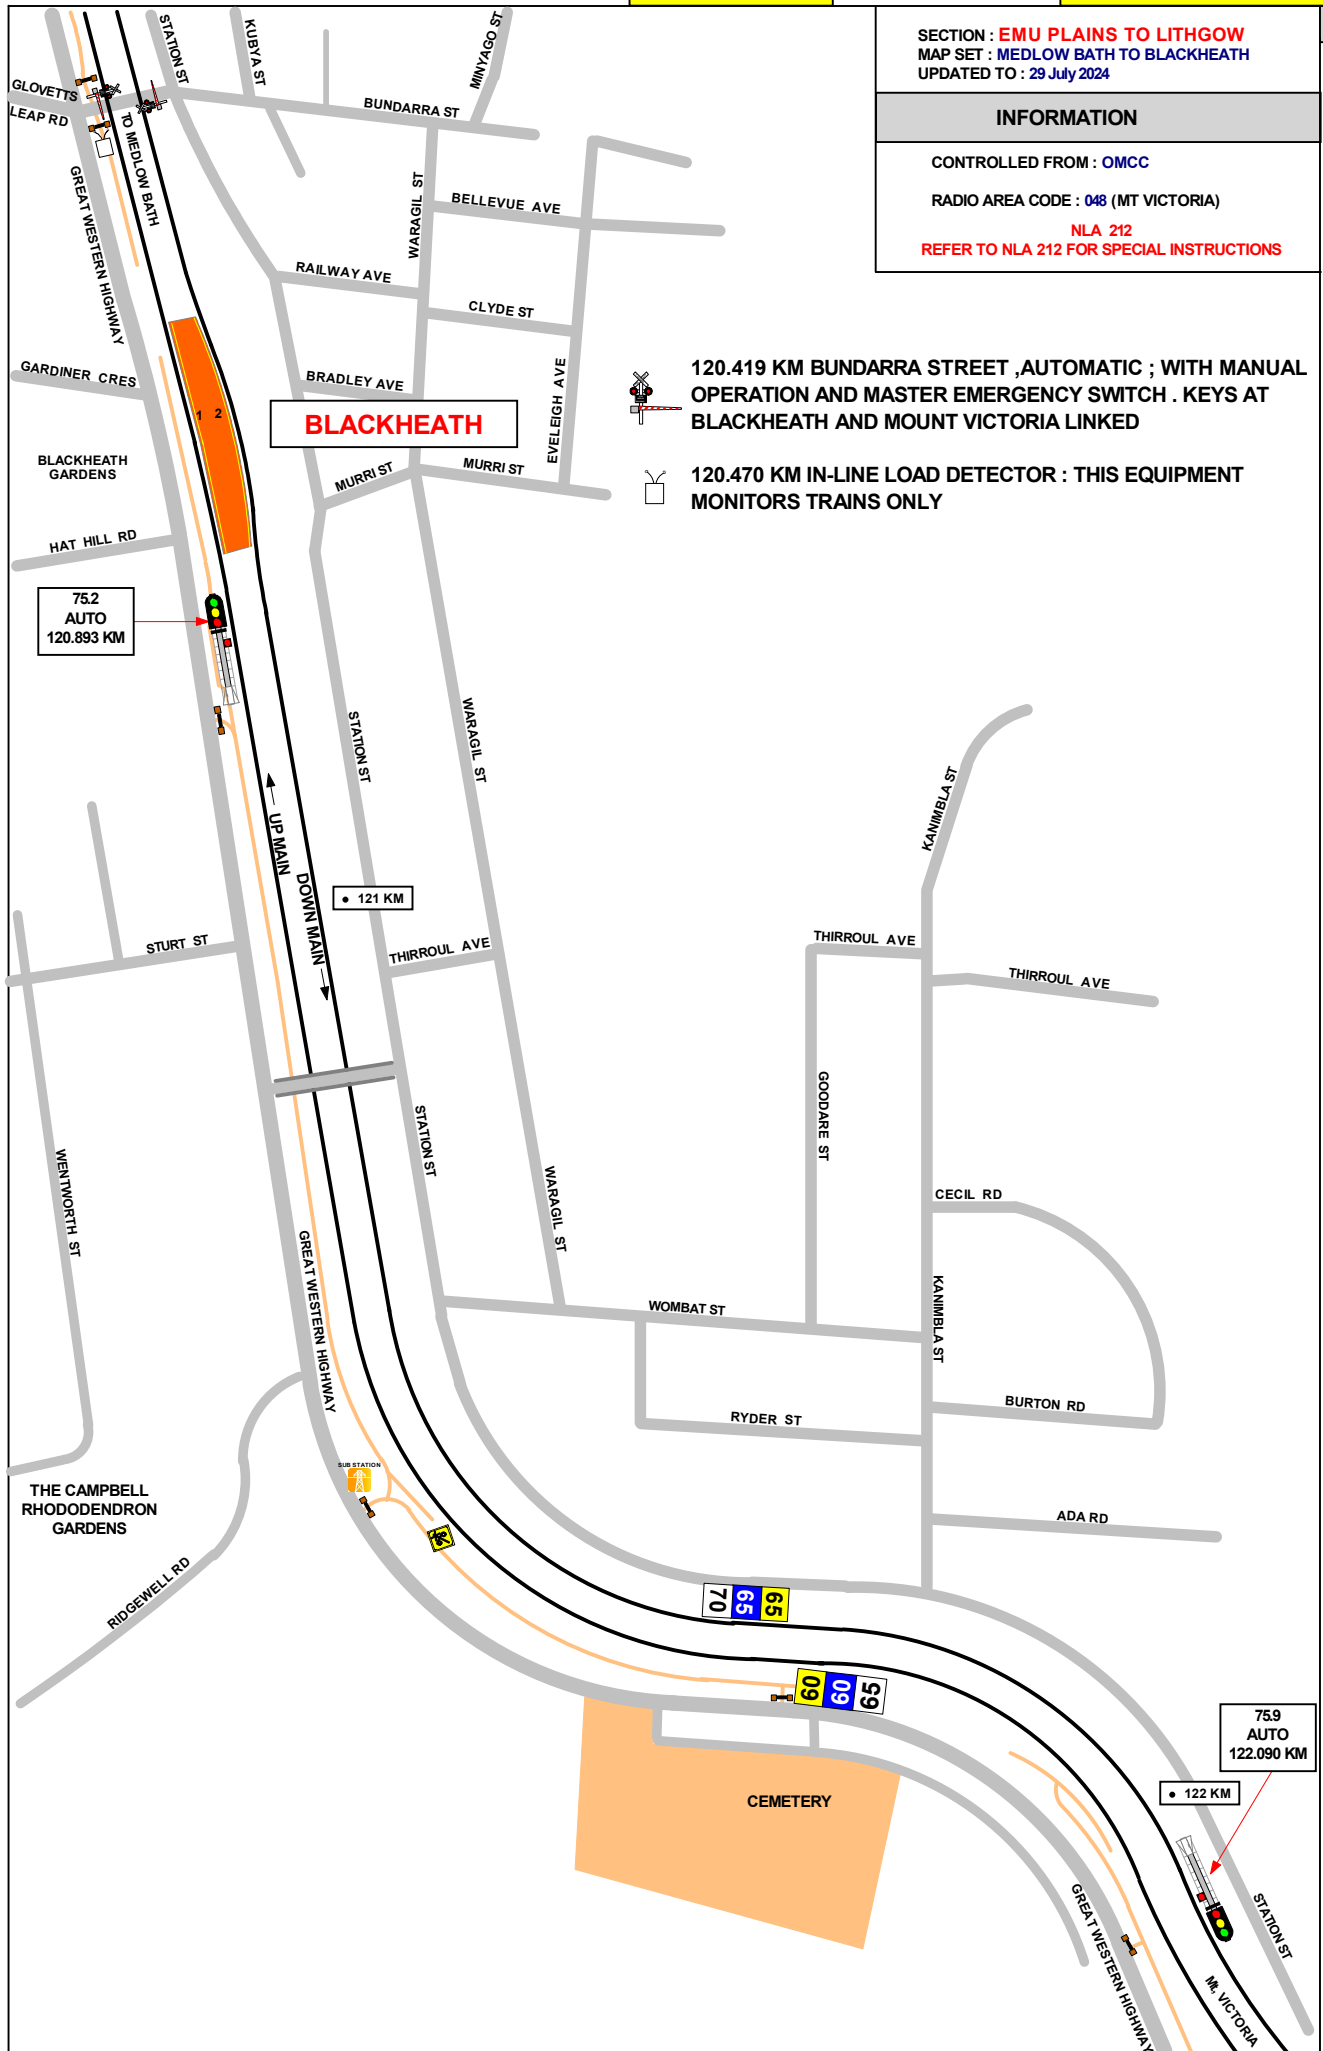 SECTION : EMU PLAINS TO LITHGOW
MAP SET : MEDLOW BATH TO BLACKHEATH
UPDATED TO : 29 July 2024
INFORMATION
CONTROLLED FROM : OMCC
RADIO AREA CODE : 048 (MT VICTORIA)
NLA 212
REFER TO NLA 212 FOR SPECIAL INSTRUCTIONS
STATION ST
KUBYA ST
MINYAGO ST
GLOVETTS
LEAP RD
BUNDARRA ST
TO MEDLOW BATH
GREAT WESTERN HIGHWAY
WARAGIL ST
BELLEVUE AVE
RAILWAY AVE
CLYDE ST
GARDINER CRES
BRADLEY AVE
EVELEIGH AVE
1 2
BLACKHEATH
120.419 KM BUNDARRA STREET ,AUTOMATIC ; WITH MANUAL
OPERATION AND MASTER EMERGENCY SWITCH . KEYS AT
BLACKHEATH AND MOUNT VICTORIA LINKED
120.470 KM IN-LINE LOAD DETECTOR : THIS EQUIPMENT
MONITORS TRAINS ONLY
BLACKHEATH
GARDENS
MURRI ST
MURRI ST
HAT HILL RD
75.2
AUTO
120.893 KM
STATION ST
WARAGIL ST
KANIMBLA ST
UP MAIN
DOWN MAIN
121 KM
STURT ST
THIRROUL AVE
THIRROUL AVE
THIRROUL AVE
GOODARE ST
STATION ST
WENTWORTH ST
WARAGIL ST
CECIL RD
GREAT WESTERN HIGHWAY
WOMBAT ST
KANIMBLA ST
RYDER ST
BURTON RD
SUB STATION
THE CAMPBELL
RHODODENDRON
GARDENS
ADA RD
RIDGEWELL RD
70 65 65
60 60 65
75.9
AUTO
122.090 KM
122 KM
CEMETERY
GREAT WESTERN HIGHWAY
STATION ST
Mt. VICTORIA